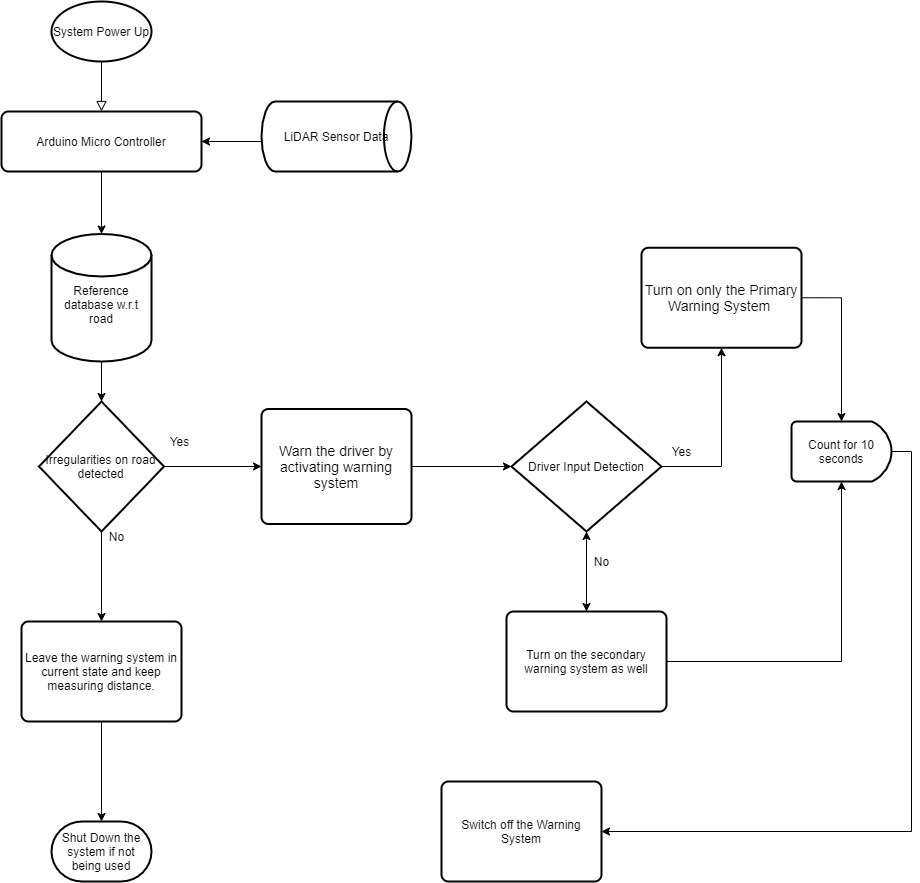 System Power Up
Arduino Micro Controller
LiDAR Sensor Data
Reference
database w.r.t
road
Turn on only the Primary
Warning System
Irregularities on road
detected
Yes
Warn the driver by
activating warning
system
Driver Input Detection
Yes
Count for 10
seconds
No
No
Leave the warning system in
current state and keep
measuring distance.
Turn on the secondary
warning system as well
Shut Down the
system if not
being used
Switch off the Warning
System